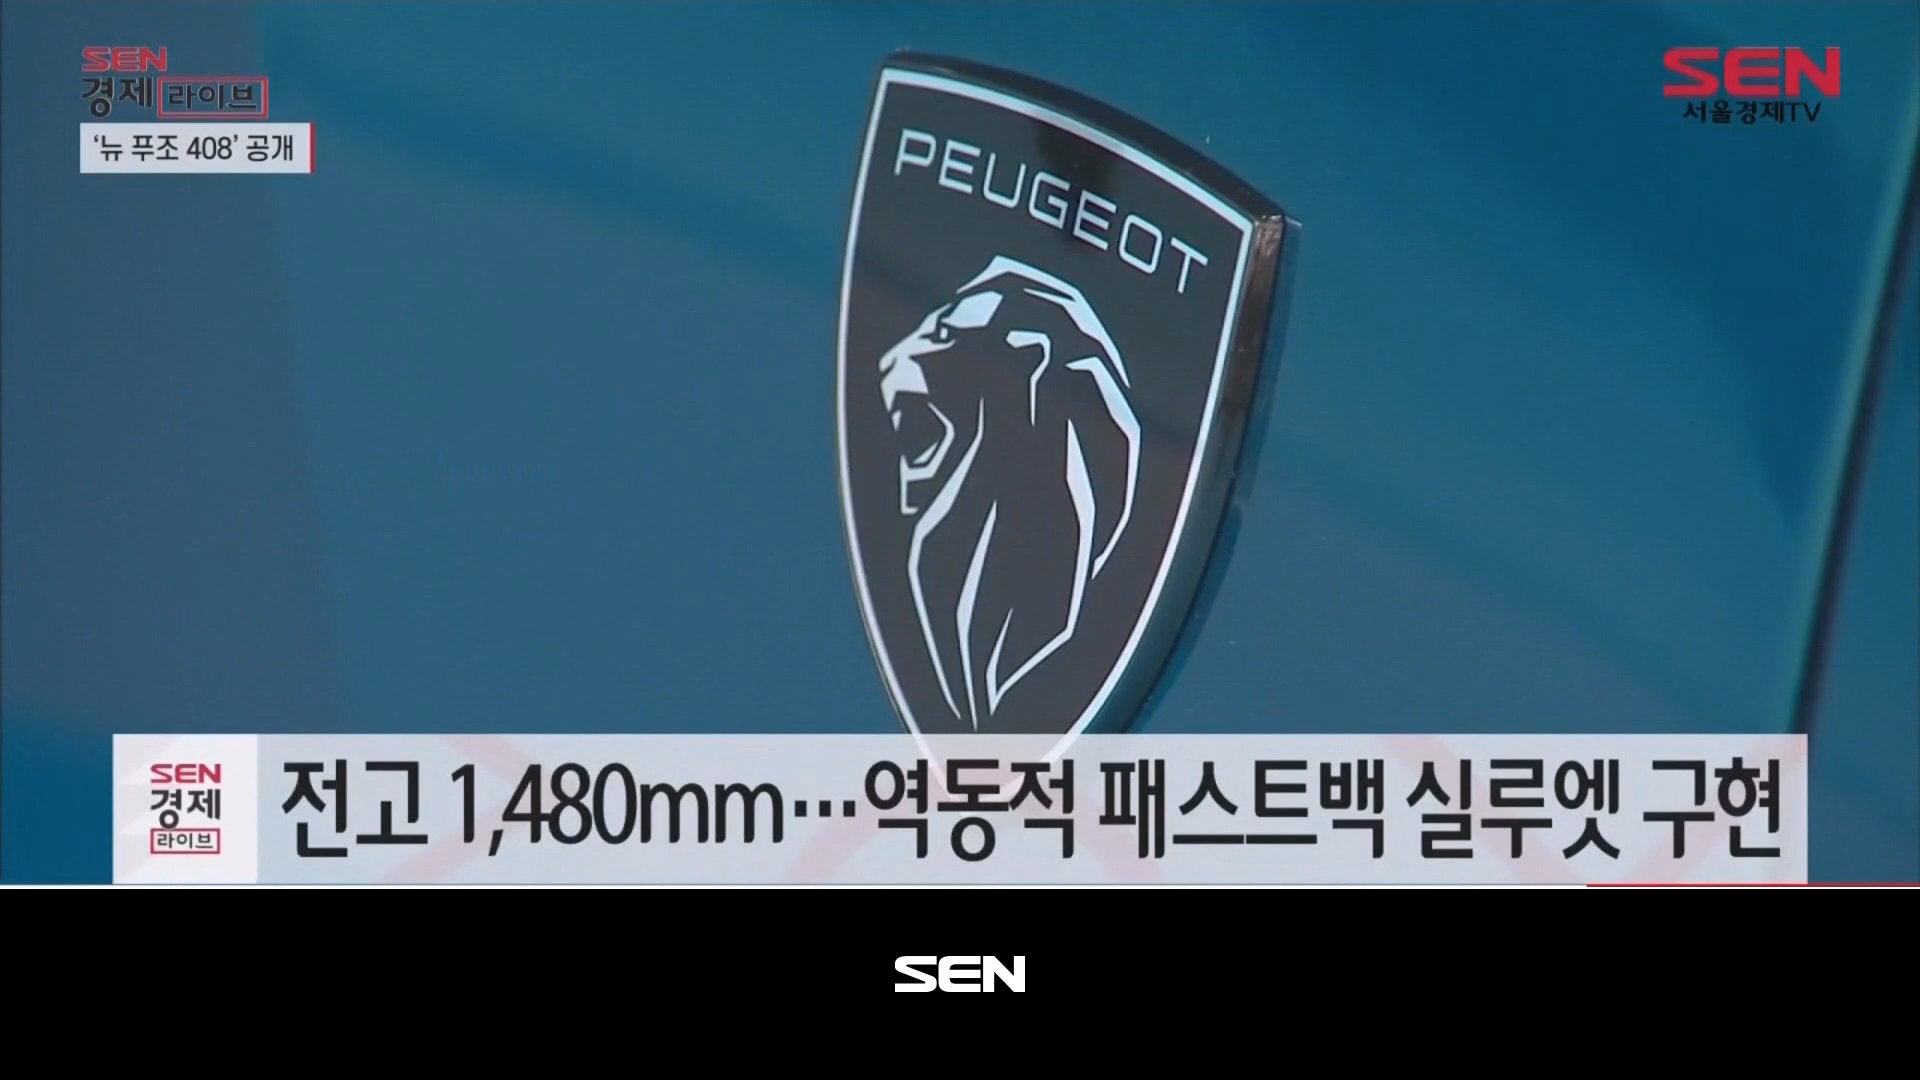 SEN
경제 라이브
‘뉴 푸조 408’ 공개
SEN
서울경제TV
PEUGEOT
SEN
경제
라이브
전고 1,480mm…역동적 패스트백 실루엣 구현
SEN